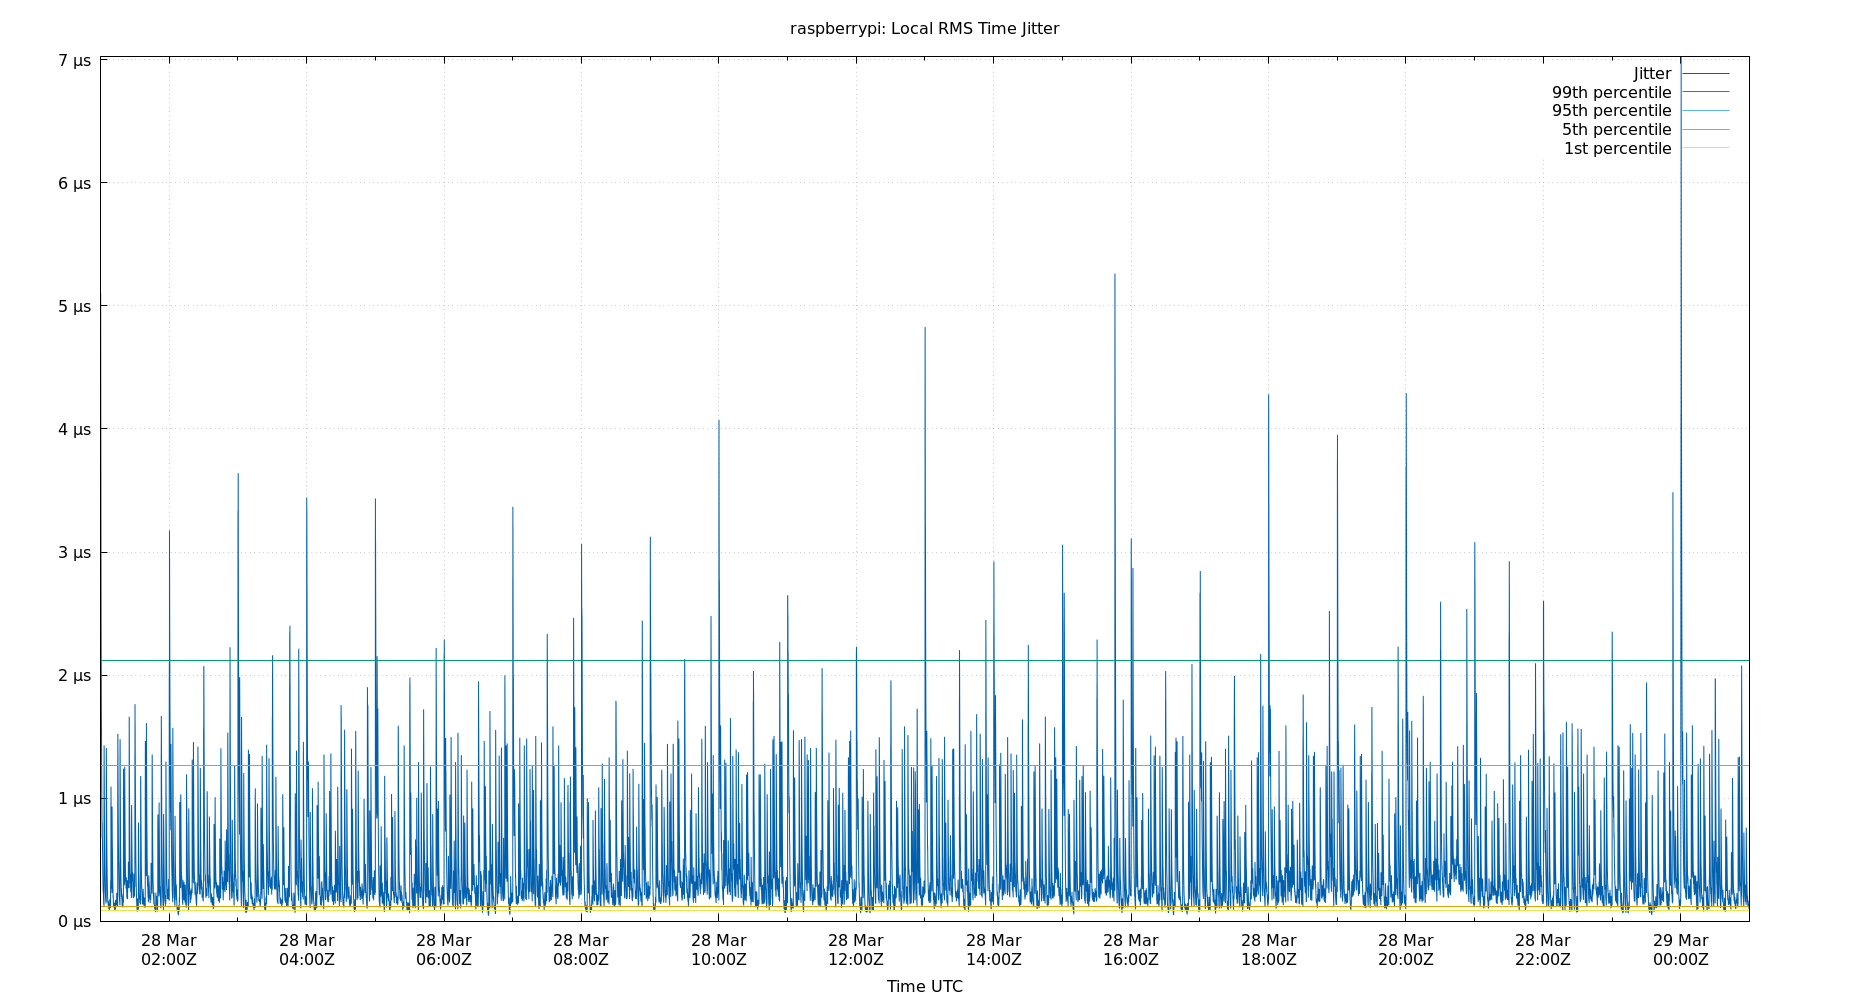 raspberrypi: Local RMS Time Jitter
7 µs
6 µs
5 µs
4 µs
3 µs
2 µs
1 µs
0 µs
Jitter
99th percentile
95th percentile
5th percentile
1st percentile
28 Mar
02:00Z
28 Mar
04:00Z
28 Mar
06:00Z
28 Mar
08:00Z
28 Mar
10:00Z
28 Mar
12:00Z
28 Mar
14:00Z
28 Mar
16:00Z
28 Mar
18:00Z
28 Mar
20:00Z
28 Mar
22:00Z
29 Mar
00:00Z
Time UTC